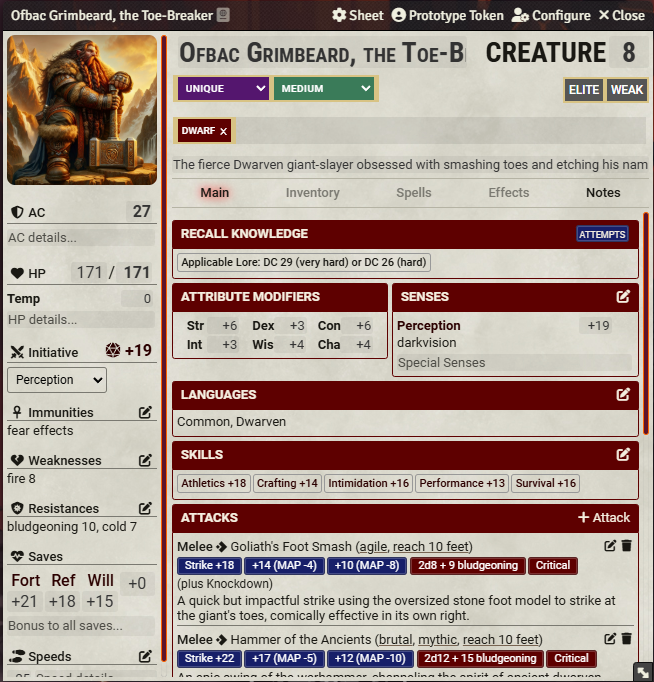 Ofbac Grimbeard, the Toe-Breaker Sheet Prototype Token Configure Close
Ofbac Grimbeard, the Toe-B CREATURE 8
UNIQUE MEDIUM ELITE WEAK
DWARF x
The fierce Dwarven giant-slayer obsessed with smashing toes and etching his nam
Main Inventory Spells Effects Notes
AC 27
AC details...
HP 171 / 171
Temp 0
HP details...
Initiative +19
Perception
Immunities
fear effects
Weaknesses
fire 8
Resistances
bludgeoning 10, cold 7
Saves
Fort Ref Will +0
+21 +18 +15
Bonus to all saves...
Speeds
RECALL KNOWLEDGE ATTEMPTS
Applicable Lore: DC 29 (very hard) or DC 26 (hard)
ATTRIBUTE MODIFIERS
Str +6 Dex +3 Con +6
Int +3 Wis +4 Cha +4
SENSES
Perception +19
darkvision
Special Senses
LANGUAGES
Common, Dwarven
SKILLS
Athletics +18 Crafting +14 Intimidation +16 Performance +13 Survival +16
ATTACKS + Attack
Melee Goliath's Foot Smash (agile, reach 10 feet)
Strike +18 +14 (MAP -4) +10 (MAP -8) 2d8 + 9 bludgeoning Critical
(plus Knockdown)
A quick but impactful strike using the oversized stone foot model to strike at
the giant's toes, comically effective in its own right.
Melee Hammer of the Ancients (brutal, mythic, reach 10 feet)
Strike +22 +17 (MAP -5) +12 (MAP -10) 2d12 + 15 bludgeoning Critical